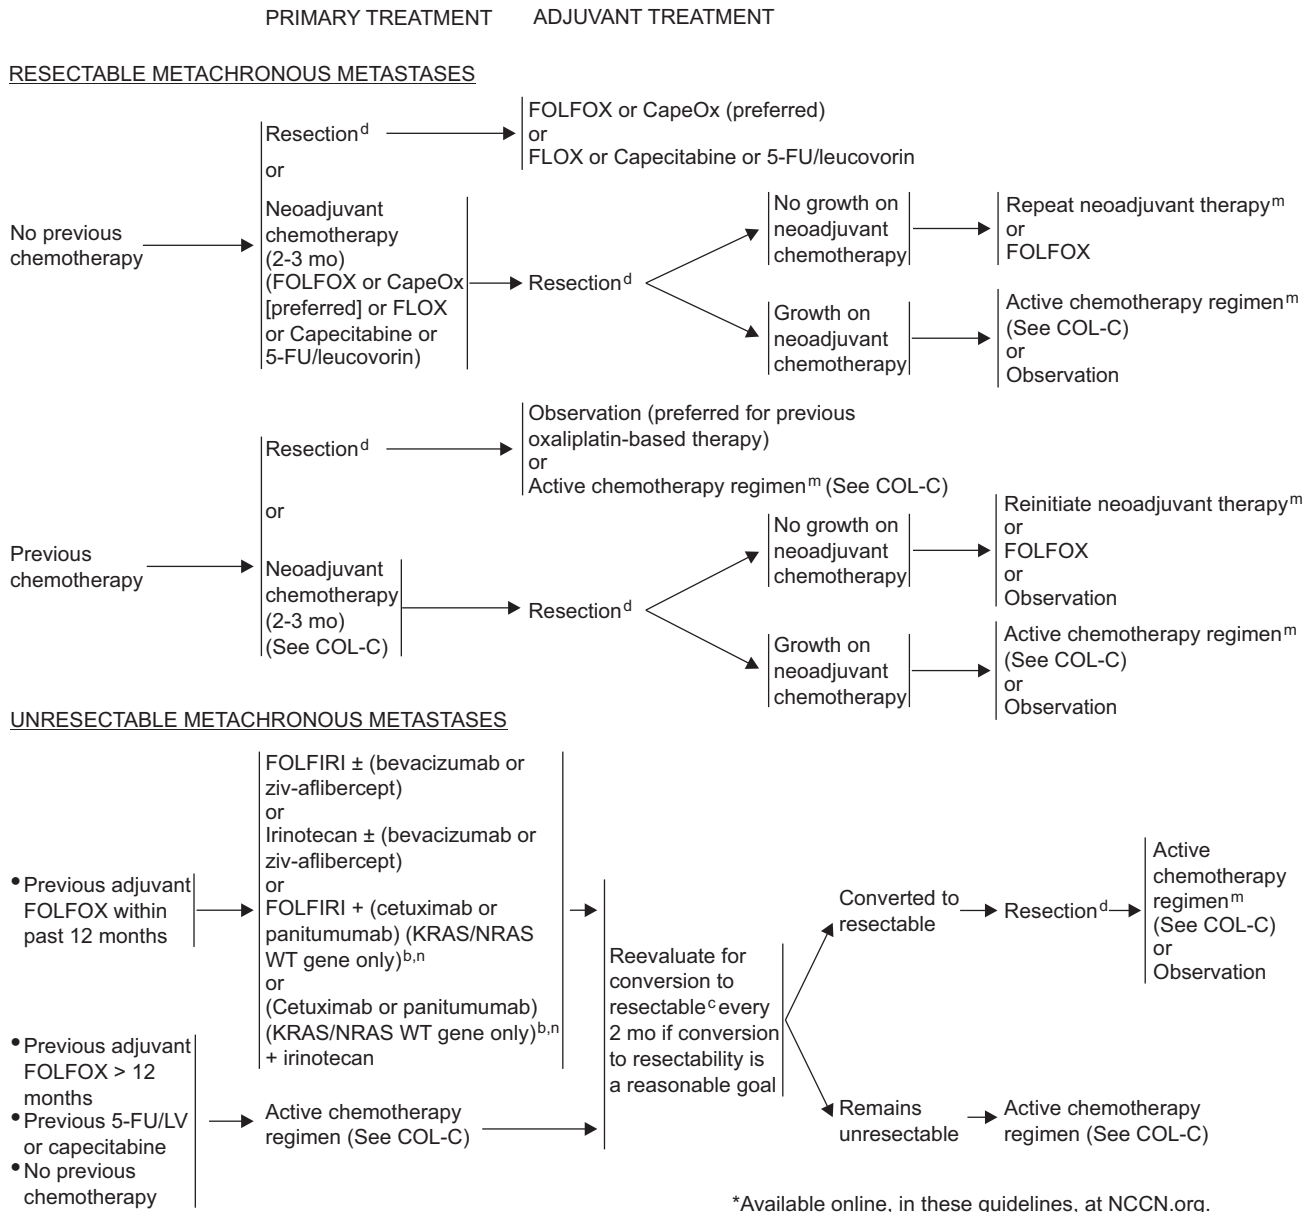 PRIMARY TREATMENT
ADJUVANT TREATMENT
RESECTABLE METACHRONOUS METASTASES
No previous
chemotherapy
Resection^d
or
Neoadjuvant
chemotherapy
(2-3 mo)
(FOLFOX or CapeOx
[preferred] or FLOX
or Capecitabine or
5-FU/leucovorin)
FOLFOX or CapeOx (preferred)
or
FLOX or Capecitabine or 5-FU/leucovorin
Resection^d
No growth on
neoadjuvant
chemotherapy
Repeat neoadjuvant therapy^m
or
FOLFOX
Growth on
neoadjuvant
chemotherapy
Active chemotherapy regimen^m
(See COL-C)
or
Observation
Previous
chemotherapy
Resection^d
or
Neoadjuvant
chemotherapy
(2-3 mo)
(See COL-C)
Observation (preferred for previous
oxaliplatin-based therapy)
or
Active chemotherapy regimen^m (See COL-C)
Resection^d
No growth on
neoadjuvant
chemotherapy
Reinitiate neoadjuvant therapy^m
or
FOLFOX
or
Observation
Growth on
neoadjuvant
chemotherapy
Active chemotherapy regimen^m
(See COL-C)
or
Observation
UNRESECTABLE METACHRONOUS METASTASES
• Previous adjuvant
FOLFOX within
past 12 months
FOLFIRI ± (bevacizumab or
ziv-aflibercept)
or
Irinotecan ± (bevacizumab or
ziv-aflibercept)
or
FOLFIRI + (cetuximab or
panitumumab) (KRAS/NRAS
WT gene only)^b,n
or
(Cetuximab or panitumumab)
(KRAS/NRAS WT gene only)^b,n
+ irinotecan
• Previous adjuvant
FOLFOX > 12
months
• Previous 5-FU/LV
or capecitabine
• No previous
chemotherapy
Active chemotherapy
regimen (See COL-C)
Reevaluate for
conversion to
resectable^c every
2 mo if conversion
to resectability is
a reasonable goal
Converted to
resectable
Resection^d
Active
chemotherapy
regimen^m
(See COL-C)
or
Observation
Remains
unresectable
Active chemotherapy
regimen (See COL-C)
*Available online, in these guidelines, at NCCN.org.